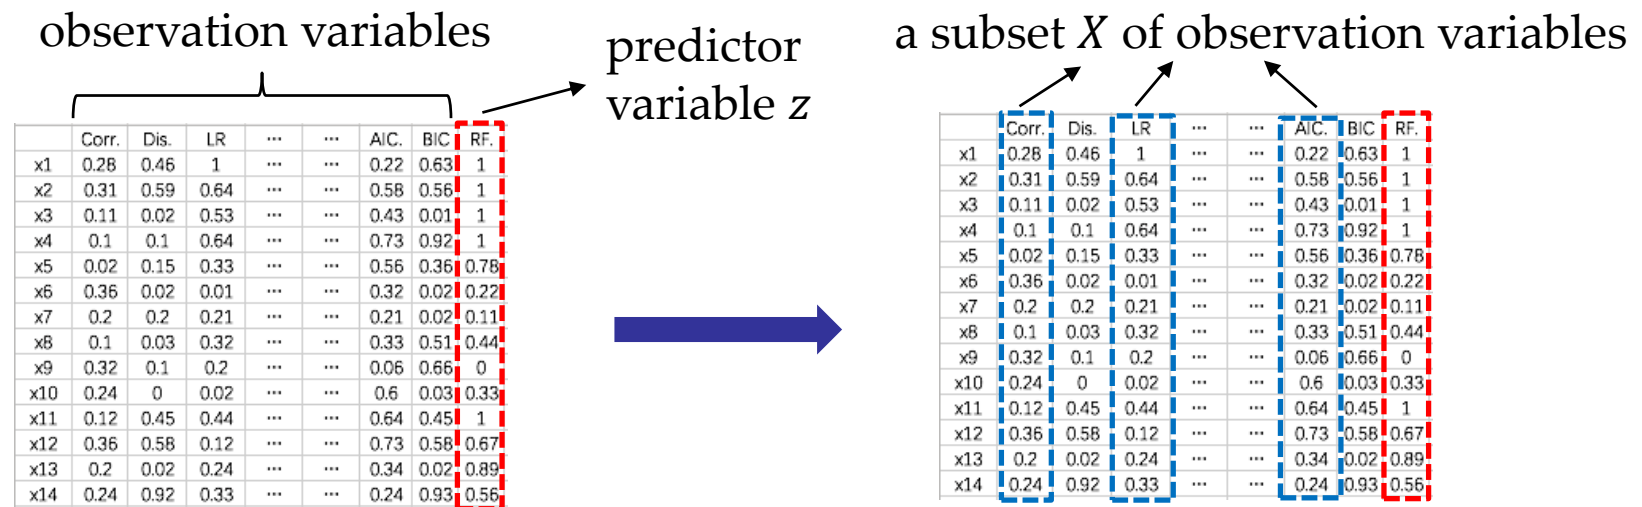 observation variables
predictor
variable z
a subset X of observation variables
Corr. Dis. LR ... ... AIC. BIC RF.
x1 0.28 0.46 1 ... ... 0.22 0.63 1
x2 0.31 0.59 0.64 ... ... 0.58 0.56 1
x3 0.11 0.02 0.53 ... ... 0.43 0.01 1
x4 0.1 0.1 0.64 ... ... 0.73 0.92 1
x5 0.02 0.15 0.33 ... ... 0.56 0.36 0.78
x6 0.36 0.02 0.01 ... ... 0.32 0.02 0.22
x7 0.2 0.2 0.21 ... ... 0.21 0.02 0.11
x8 0.1 0.03 0.32 ... ... 0.33 0.51 0.44
x9 0.32 0.1 0.2 ... ... 0.06 0.66 0
x10 0.24 0 0.02 ... ... 0.6 0.03 0.33
x11 0.12 0.45 0.44 ... ... 0.64 0.45 1
x12 0.36 0.58 0.12 ... ... 0.73 0.58 0.67
x13 0.2 0.02 0.24 ... ... 0.34 0.02 0.89
x14 0.24 0.92 0.33 ... ... 0.24 0.93 0.56
Corr. Dis. LR ... ... AIC. BIC RF.
x1 0.28 0.46 1 ... ... 0.22 0.63 1
x2 0.31 0.59 0.64 ... ... 0.58 0.56 1
x3 0.11 0.02 0.53 ... ... 0.43 0.01 1
x4 0.1 0.1 0.64 ... ... 0.73 0.92 1
x5 0.02 0.15 0.33 ... ... 0.56 0.36 0.78
x6 0.36 0.02 0.01 ... ... 0.32 0.02 0.22
x7 0.2 0.2 0.21 ... ... 0.21 0.02 0.11
x8 0.1 0.03 0.32 ... ... 0.33 0.51 0.44
x9 0.32 0.1 0.2 ... ... 0.06 0.66 0
x10 0.24 0 0.02 ... ... 0.6 0.03 0.33
x11 0.12 0.45 0.44 ... ... 0.64 0.45 1
x12 0.36 0.58 0.12 ... ... 0.73 0.58 0.67
x13 0.2 0.02 0.24 ... ... 0.34 0.02 0.89
x14 0.24 0.92 0.33 ... ... 0.24 0.93 0.56